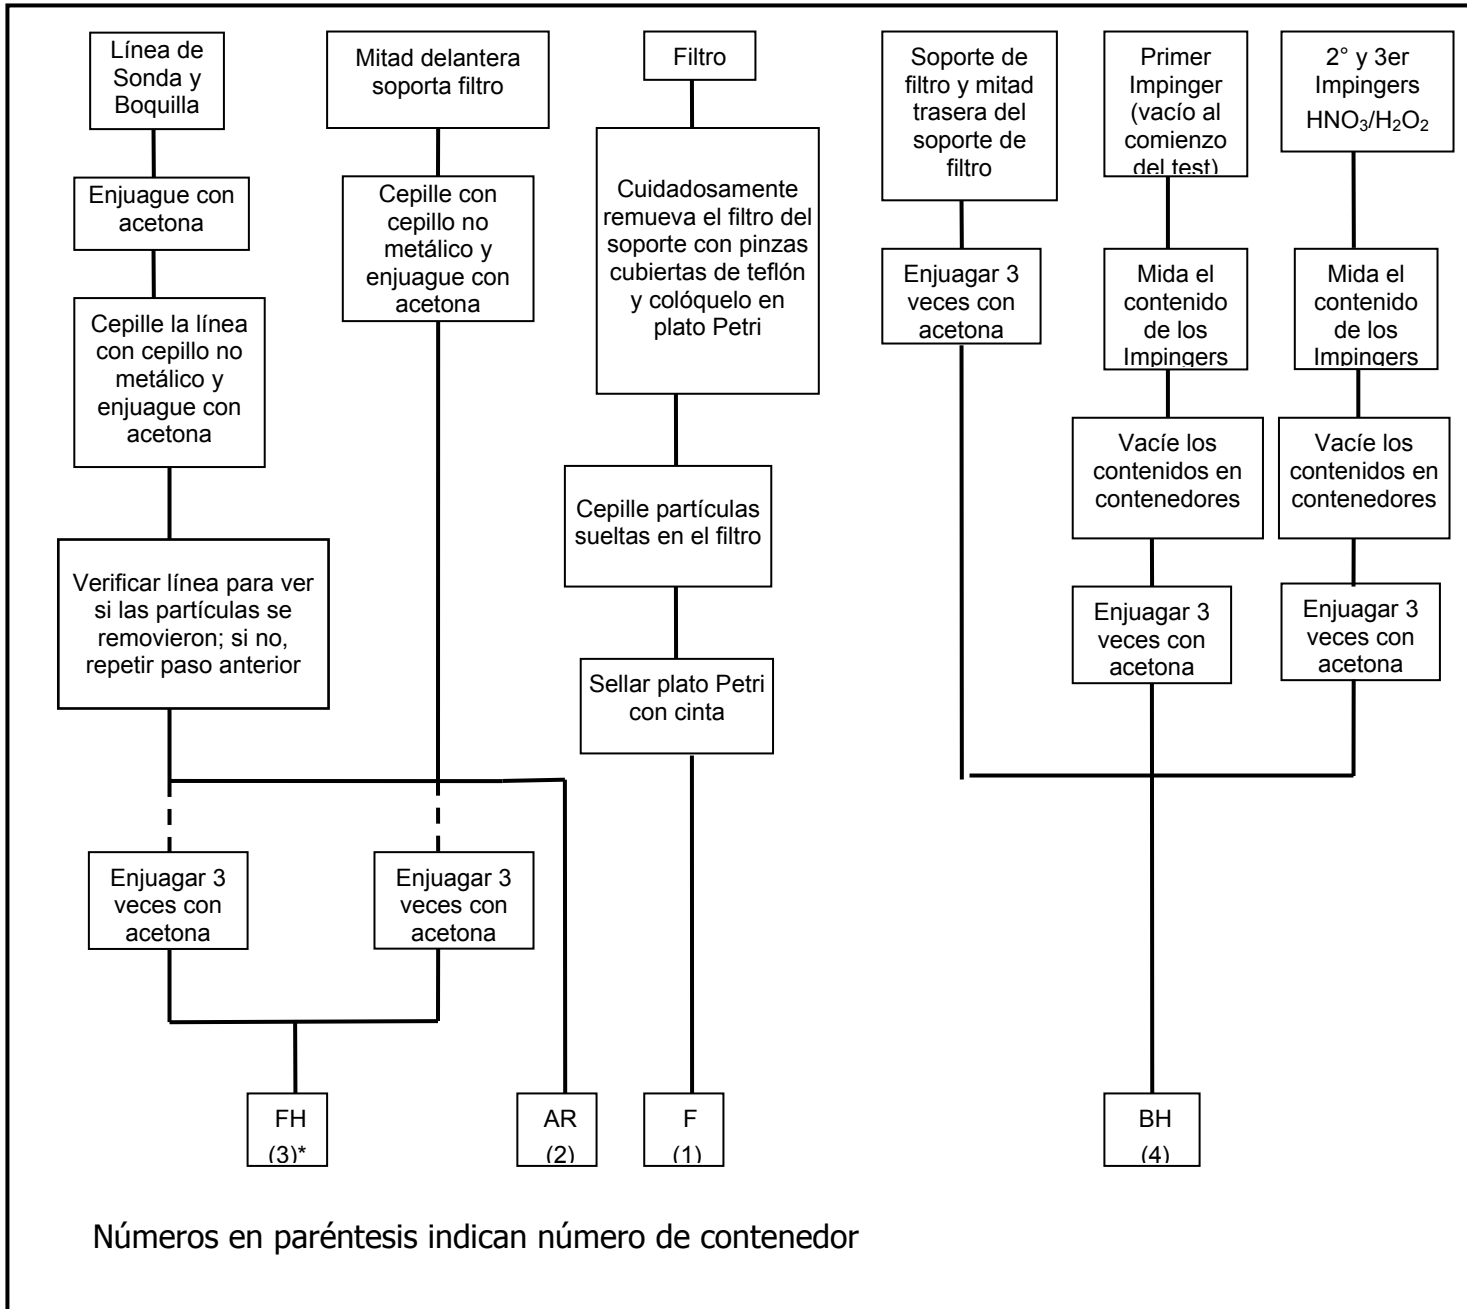 Línea de
Sonda y
Boquilla
Enjuague con
acetona
Cepille la línea
con cepillo no
metálico y
enjuague con
acetona
Verificar línea para ver
si las partículas se
removieron; si no,
repetir paso anterior
Enjuagar 3
veces con
acetona
Mitad delantera
soporta filtro
Cepille con
cepillo no
metálico y
enjuague con
acetona
Enjuagar 3
veces con
acetona
FH
(3)*
AR
(2)
Filtro
Cuidadosamente
remueva el filtro del
soporte con pinzas
cubiertas de teflón
y colóquelo en
plato Petri
Cepille partículas
sueltas en el filtro
Sellar plato Petri
con cinta
F
(1)
Soporte de
filtro y mitad
trasera del
soporte de
filtro
Enjuagar 3
veces con
acetona
Primer
Impinger
(vacío al
comienzo
del test)
Mida el
contenido
de los
Impingers
Vacíe los
contenidos en
contenedores
Enjuagar 3
veces con
acetona
2° y 3er
Impingers
HNO₃/H₂O₂
Mida el
contenido
de los
Impingers
Vacíe los
contenidos en
contenedores
Enjuagar 3
veces con
acetona
BH
(4)
Números en paréntesis indican número de contenedor